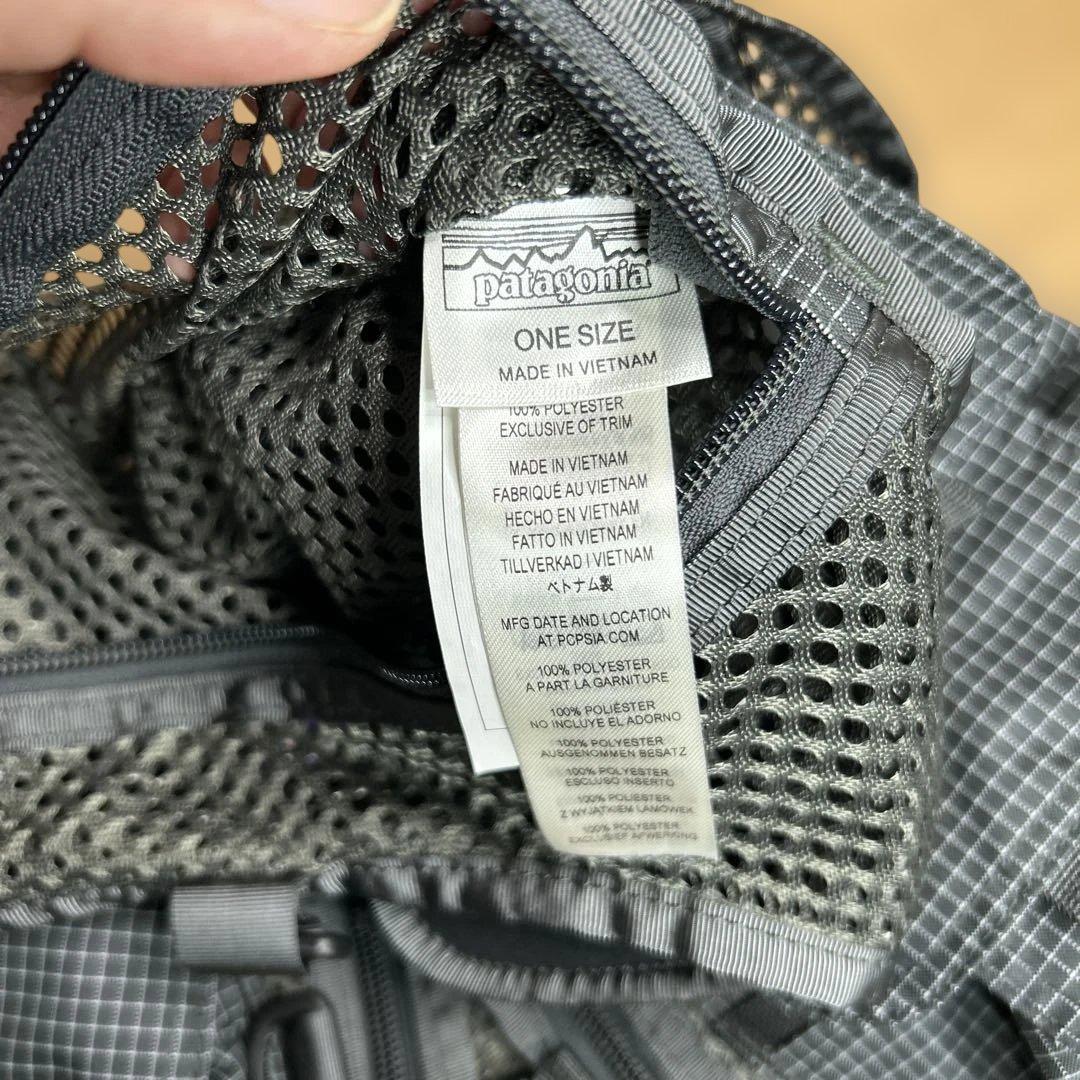 patagonia
ONE SIZE
MADE IN VIETNAM
100% POLYESTER
EXCLUSIVE OF TRIM
MADE IN VIETNAM
FABRIQUÉ AU VIETNAM
HECHO EN VIETNAM
FATTO IN VIETNAM
TILLVERKAD I VIETNAM
ベトナム製
MFG DATE AND LOCATION
AT PCPSIA.COM
100% POLYESTER
A PART LA GARNITURE
100% POLIÉSTER
NO INCLUYE EL ADORNO
100% POLYESTER
AUSGENOMMEN BESATZ
100% POLYESTER
ESCLUSO INSERTO
100% POLIESTER
Z WYJĄTKIEM LAMÓWEK
100% POLYESTER
EXCLUSIEF AFWERKING